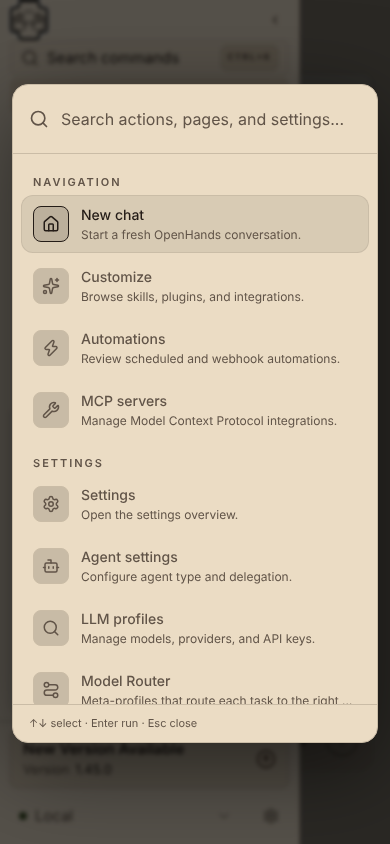 Search commands
Search actions, pages, and settings...
NAVIGATION
New chat
Start a fresh OpenHands conversation.
Customize
Browse skills, plugins, and integrations.
Automations
Review scheduled and webhook automations.
MCP servers
Manage Model Context Protocol integrations.
SETTINGS
Settings
Open the settings overview.
Agent settings
Configure agent type and delegation.
LLM profiles
Manage models, providers, and API keys.
Model Router
Meta-profiles that route each task to the right ...
↑↓ select · Enter run · Esc close
New Version Available
Version 1.45.0
Local